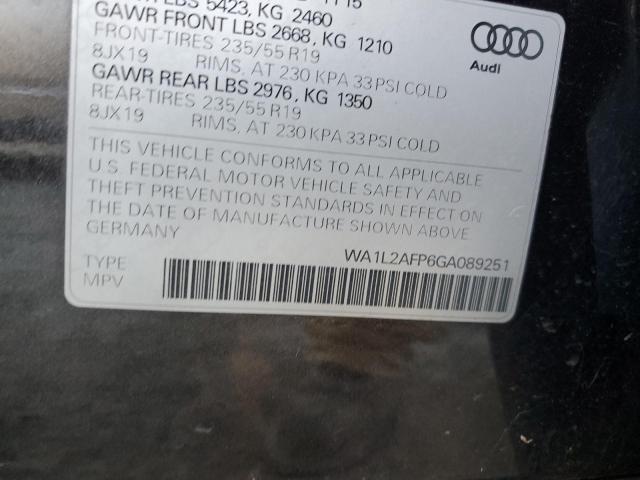 LBS 5423, KG 2460
GAWR FRONT LBS 2668, KG 1210
FRONT-TIRES 235/55 R19
8JX19 RIMS, AT 230 KPA 33 PSI COLD
GAWR REAR LBS 2976, KG 1350
REAR-TIRES 235/55 R19
8JX19 RIMS, AT 230 KPA 33 PSI COLD
Audi
THIS VEHICLE CONFORMS TO ALL APPLICABLE
U.S. FEDERAL MOTOR VEHICLE SAFETY AND
THEFT PREVENTION STANDARDS IN EFFECT ON
THE DATE OF MANUFACTURE SHOWN ABOVE.
GERMANY
WA1L2AFP6GA089251
TYPE
MPV